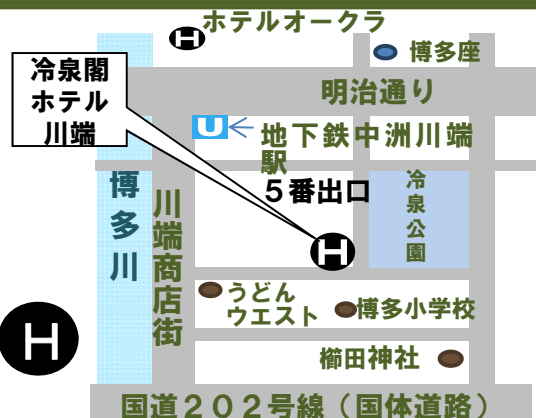 ホテルオークラ
H
博多座
冷泉閣
ホテル
川端
明治通り
U
地下鉄中洲川端
駅
５番出口
博多川
川端商店街
冷泉公園
H
うどん
ウエスト
博多小学校
H
櫛田神社
国道２０２号線（国体道路）